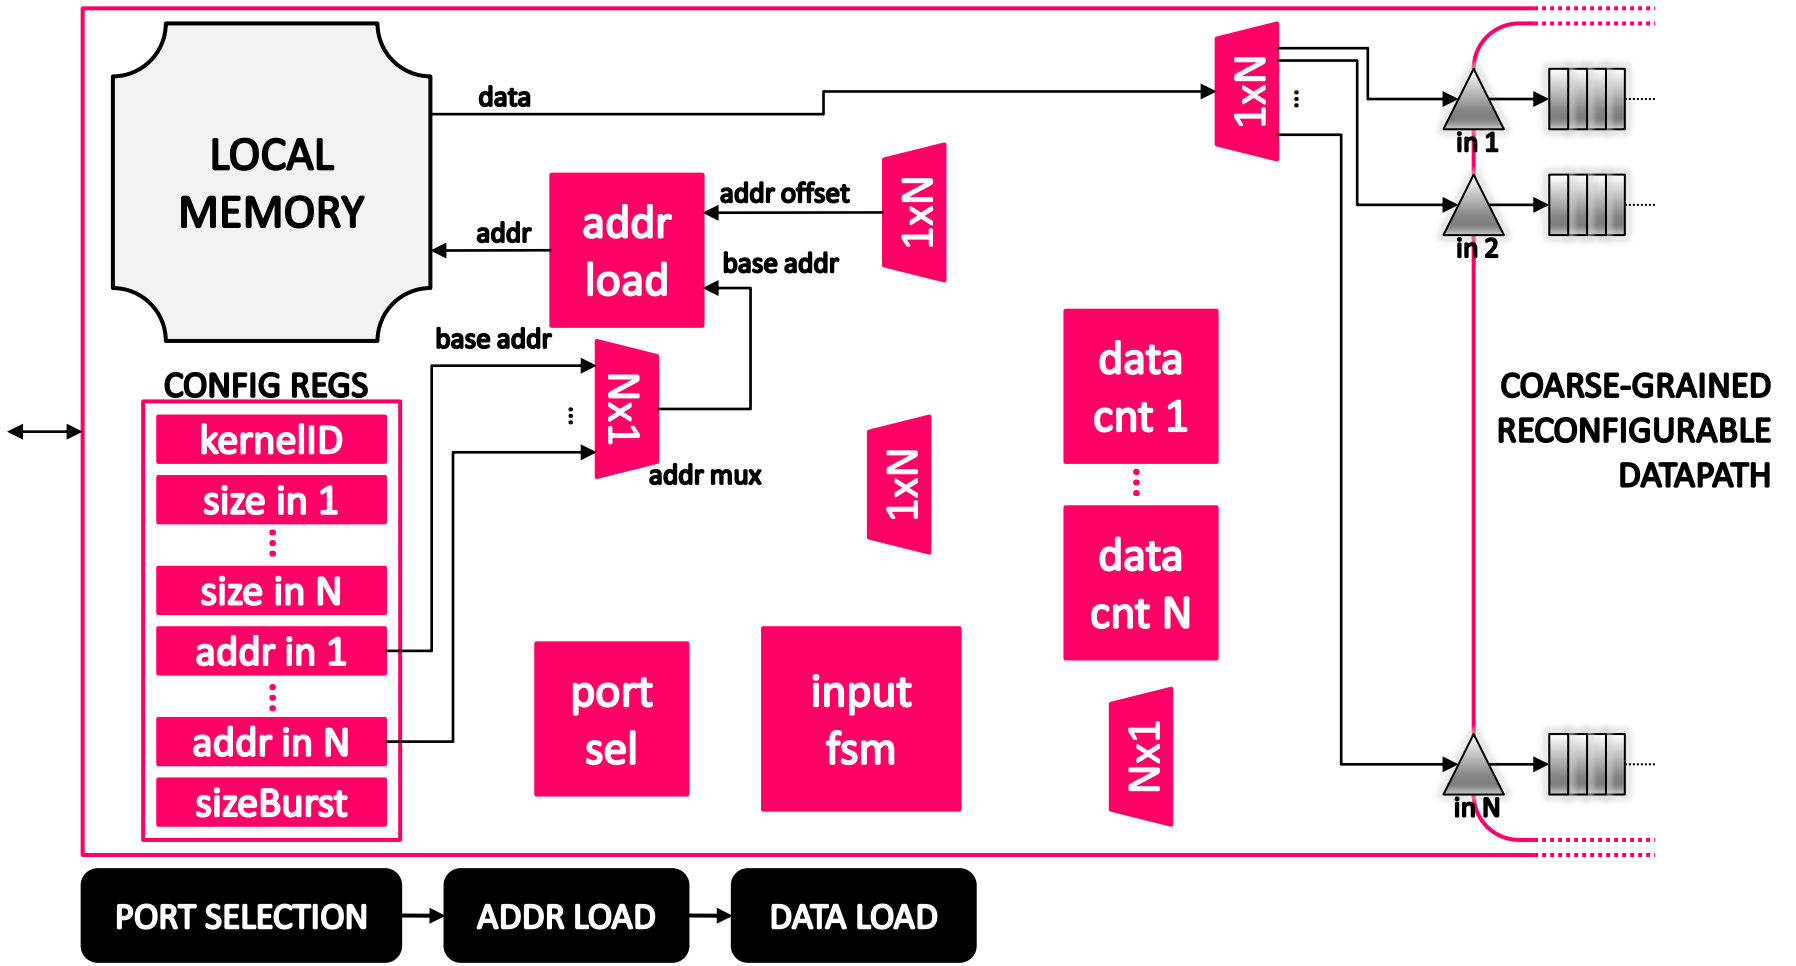 LOCAL
MEMORY
data
1xN
...
in 1
in 2
in N
addr offset
1xN
addr
load
addr
base addr
base addr
Nx1
...
addr mux
CONFIG REGS
kernelID
size in 1
size in N
addr in 1
addr in N
sizeBurst
1xN
data
cnt 1
data
cnt N
Nx1
port
sel
input
fsm
COARSE-GRAINED
RECONFIGURABLE
DATAPATH
PORT SELECTION
ADDR LOAD
DATA LOAD